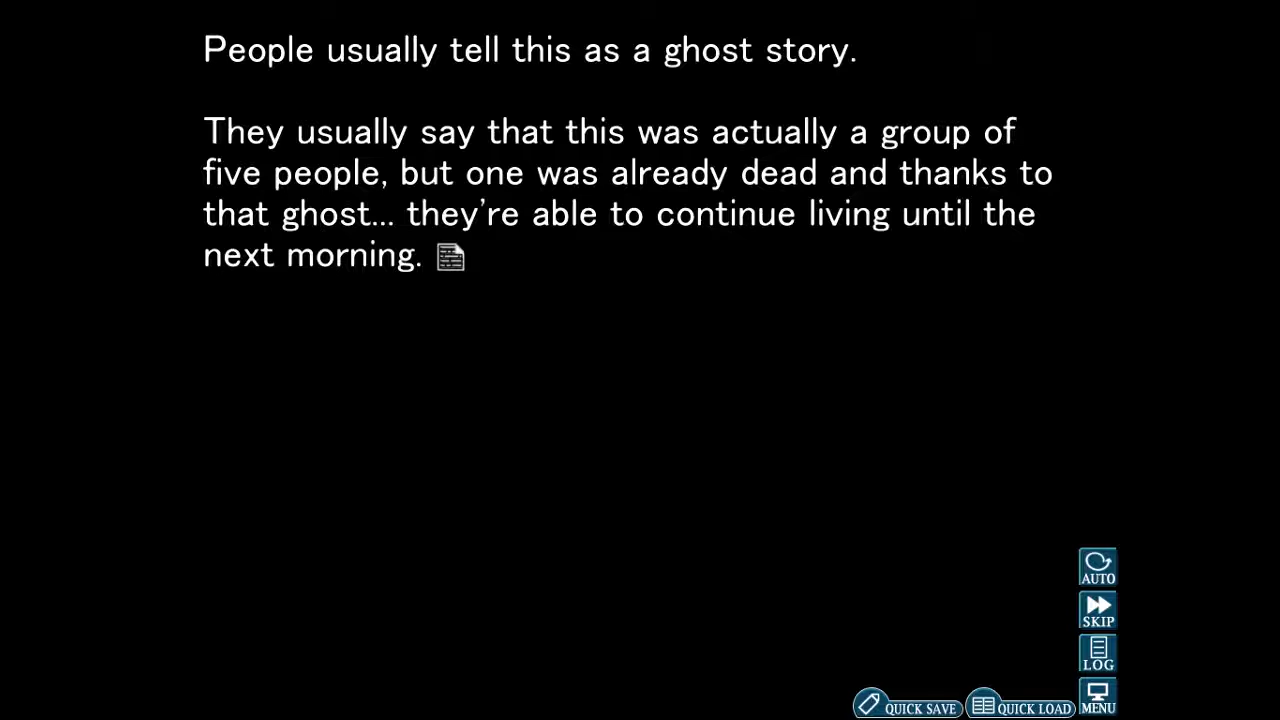 People usually tell this as a ghost story.
They usually say that this was actually a group of
five people, but one was already dead and thanks to
that ghost... they're able to continue living until the
next morning.
AUTO
SKIP
LOG
MENU
QUICK SAVE
QUICK LOAD